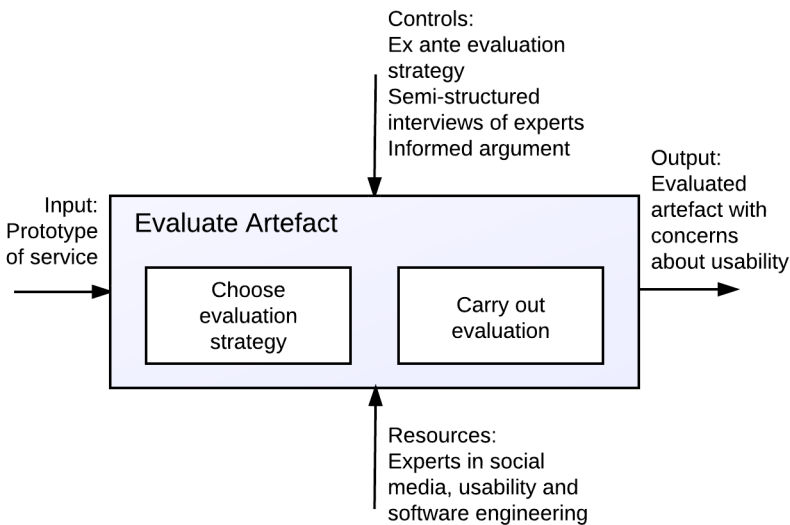 Controls:
Ex ante evaluation
strategy
Semi-structured
interviews of experts
Informed argument
Output:
Evaluated
artefact with
concerns
about usability
Input:
Prototype
of service
Evaluate Artefact
Choose
evaluation
strategy
Carry out
evaluation
Resources:
Experts in social
media, usability and
software engineering